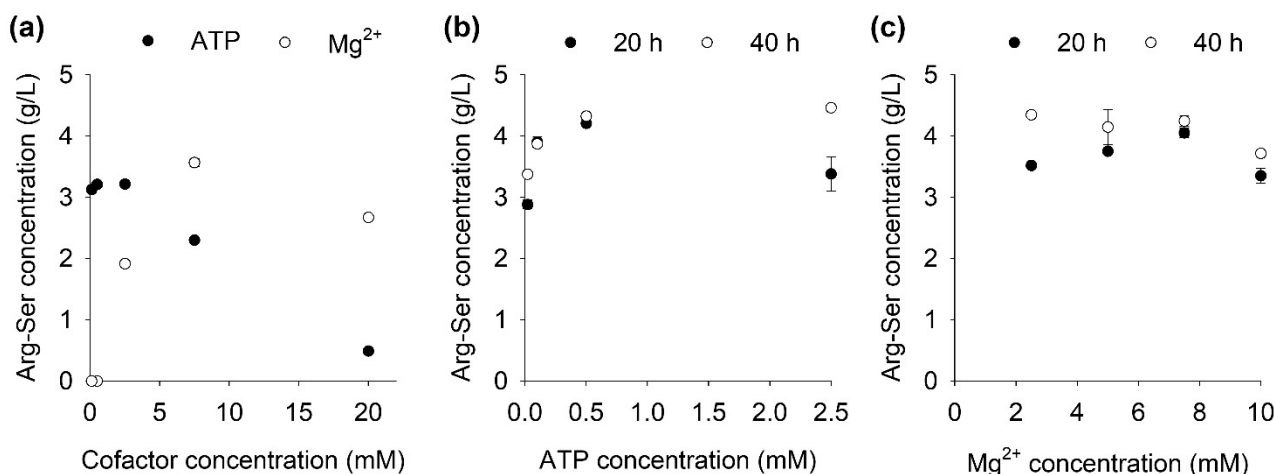 (a) ATP Mg²⁺
Arg-Ser concentration (g/L)
5
4
3
2
1
0
0 5 10 15 20
Cofactor concentration (mM)
(b) 20 h 40 h
Arg-Ser concentration (g/L)
5
4
3
2
1
0
0.0 0.5 1.0 1.5 2.0 2.5
ATP concentration (mM)
(c) 20 h 40 h
Arg-Ser concentration (g/L)
5
4
3
2
1
0
0 2 4 6 8 10
Mg²⁺ concentration (mM)